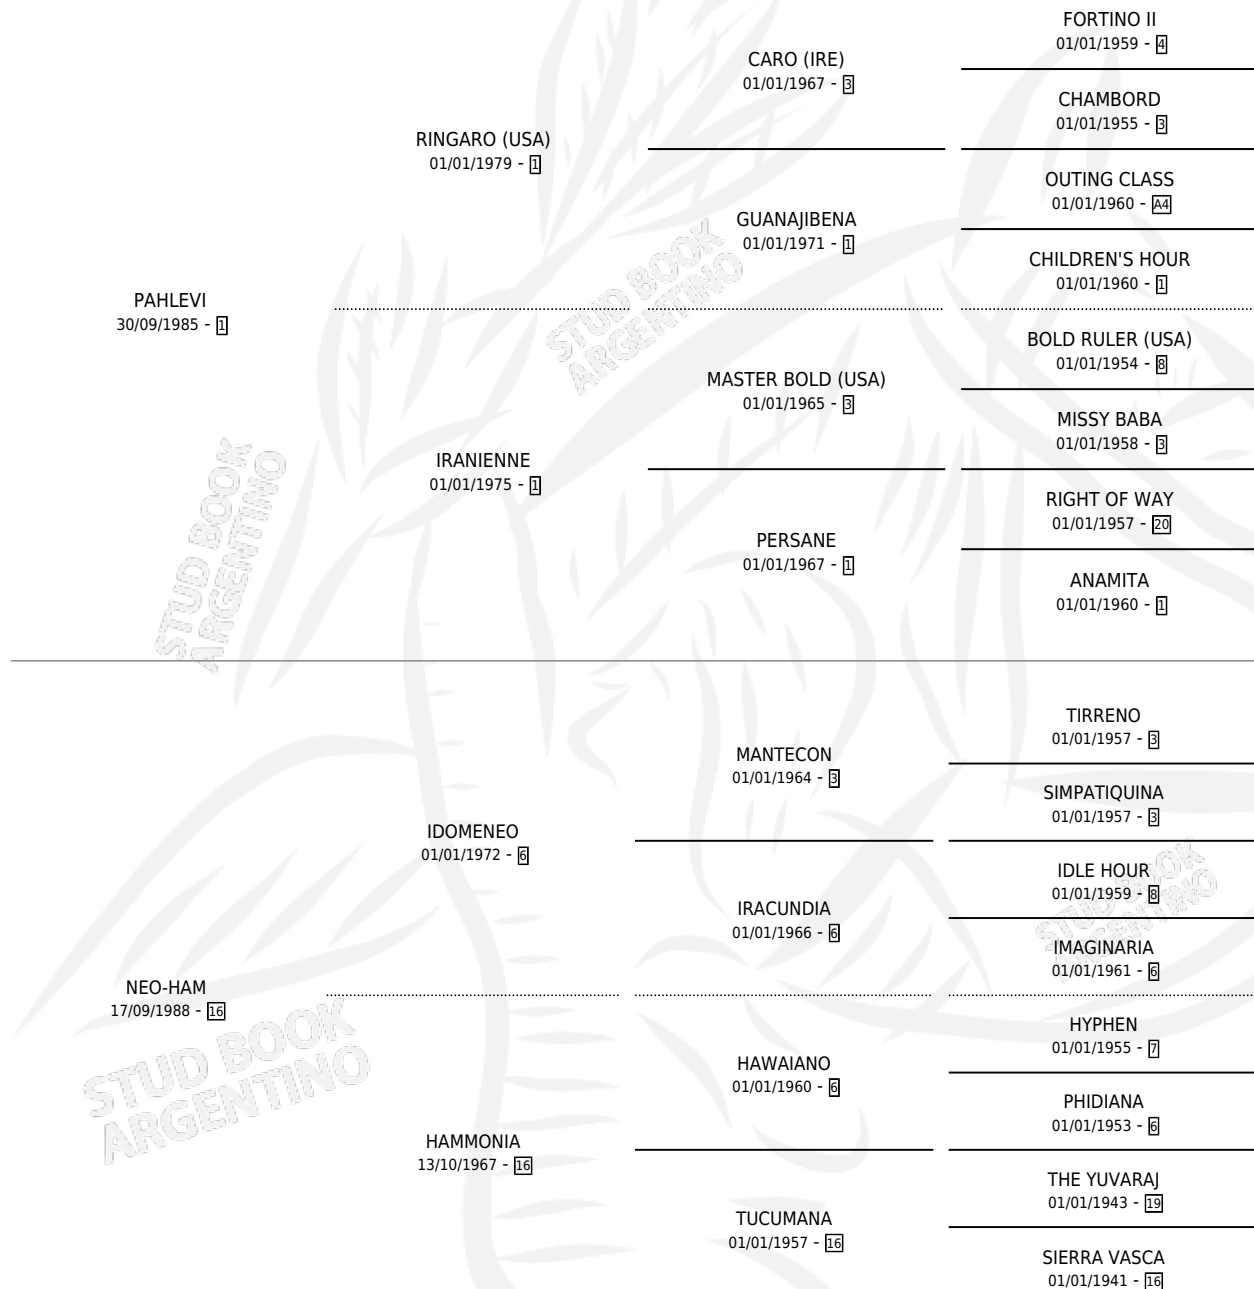 FORTINO II
01/01/1959 - 4
CARO (IRE)
01/01/1967 - 3
CHAMBORD
01/01/1955 - 3
RINGARO (USA)
01/01/1979 - 1
OUTING CLASS
01/01/1960 - A4
GUANAJIBENA
01/01/1971 - 1
CHILDREN'S HOUR
01/01/1960 - 1
PAHLEVI
30/09/1985 - 1
BOLD RULER (USA)
01/01/1954 - 8
MASTER BOLD (USA)
01/01/1965 - 3
MISSY BABA
01/01/1958 - 3
IRANIENNE
01/01/1975 - 1
RIGHT OF WAY
01/01/1957 - 20
PERSANE
01/01/1967 - 1
ANAMITA
01/01/1960 - 1
STUD BOOK
ARGENTINO
STUD BOOK
ARGENTINO
TIRRENO
01/01/1957 - 3
MANTECON
01/01/1964 - 3
SIMPATIQUINA
01/01/1957 - 3
IDOMENEO
01/01/1972 - 6
IDLE HOUR
01/01/1959 - 8
IRACUNDIA
01/01/1966 - 6
IMAGINARIA
01/01/1961 - 6
STUD BOOK
ARGENTINO
NEO-HAM
17/09/1988 - 16
HYPHEN
01/01/1955 - 7
HAWAIANO
01/01/1960 - 6
PHIDIANA
01/01/1953 - 6
STUD BOOK
ARGENTINO
HAMMONIA
13/10/1967 - 16
THE YUVARAJ
01/01/1943 - 19
TUCUMANA
01/01/1957 - 16
SIERRA VASCA
01/01/1941 - 16